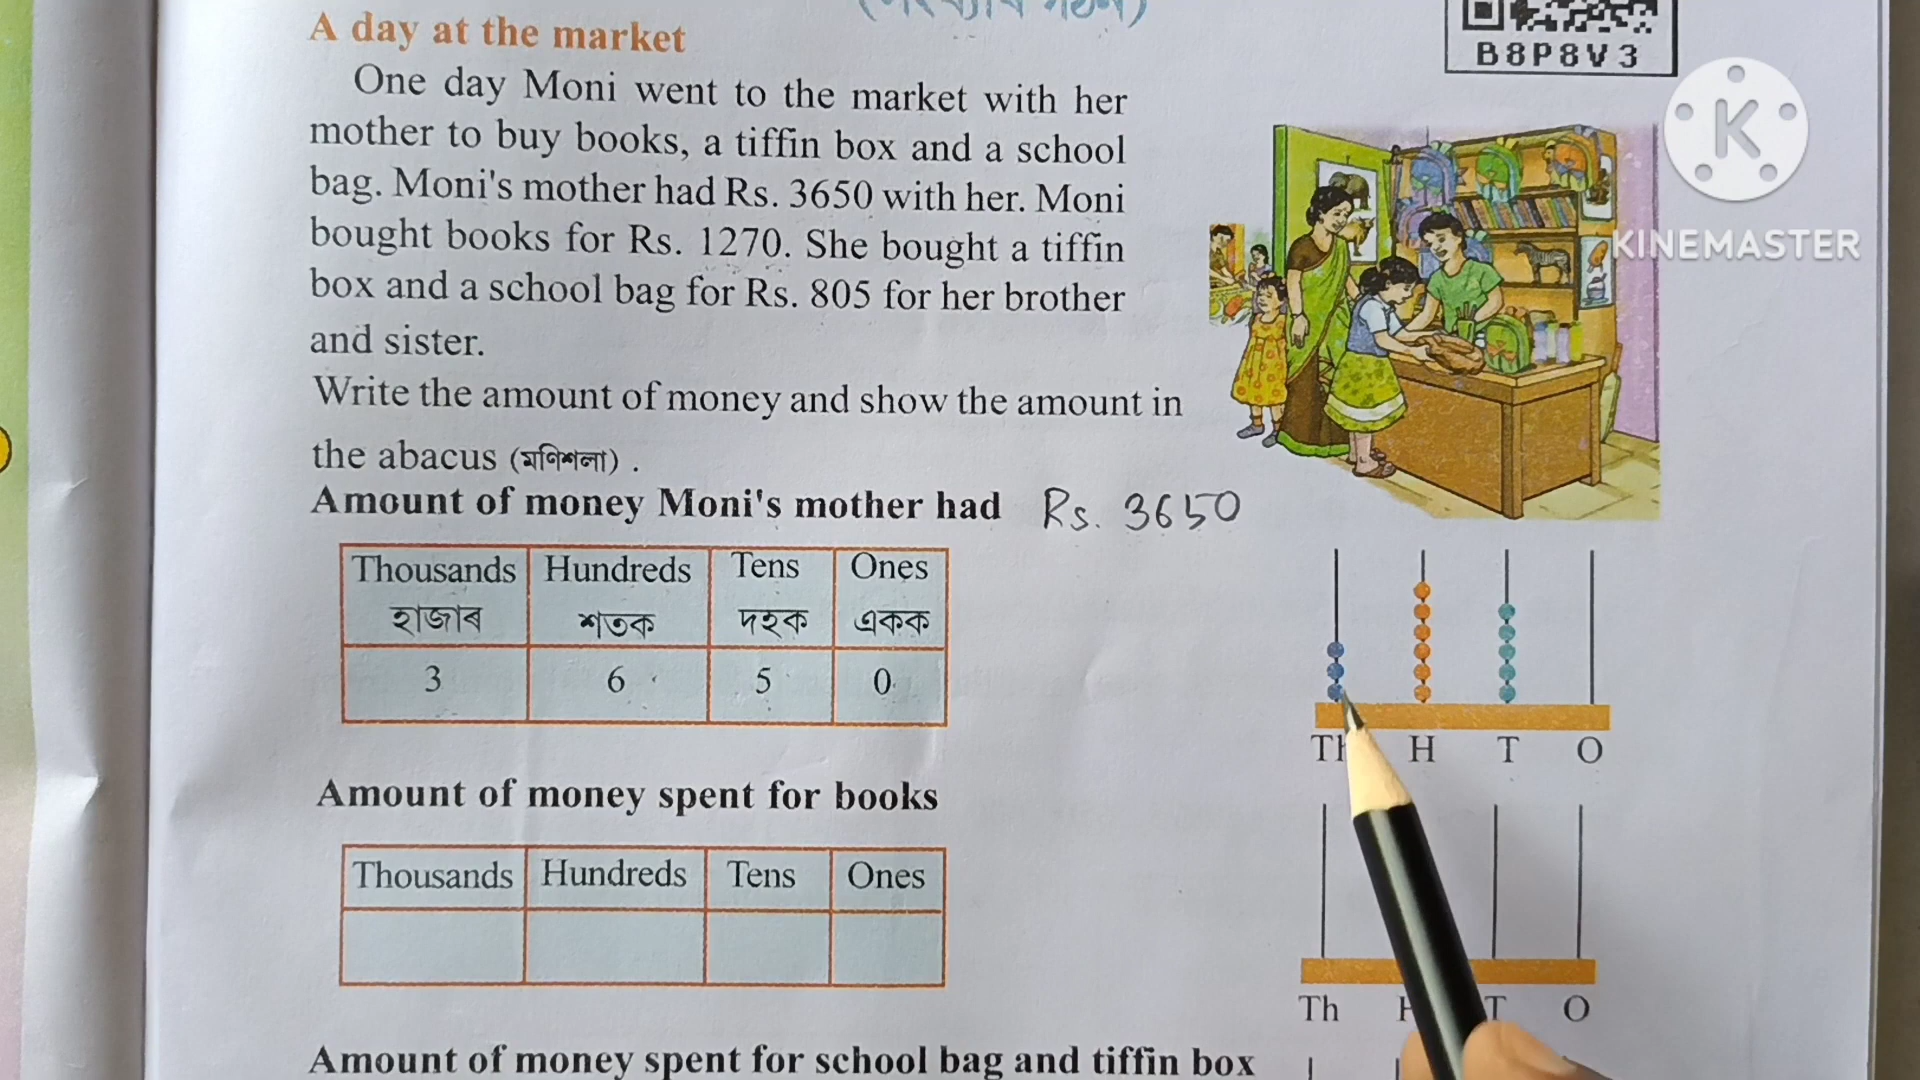 A day at the market
B8P8V3
One day Moni went to the market with her
mother to buy books, a tiffin box and a school
bag. Moni's mother had Rs. 3650 with her. Moni
bought books for Rs. 1270. She bought a tiffin
box and a school bag for Rs. 805 for her brother
and sister.
KINEMASTER
Write the amount of money and show the amount in
the abacus (মণিশলা) .
Amount of money Moni's mother had Rs. 3650
Thousands Hundreds Tens Ones
হাজাৰ শতক দহক একক
3 6 5 0
H T O
Amount of money spent for books
Thousands Hundreds Tens Ones
Th T O
Amount of money spent for school bag and tiffin box